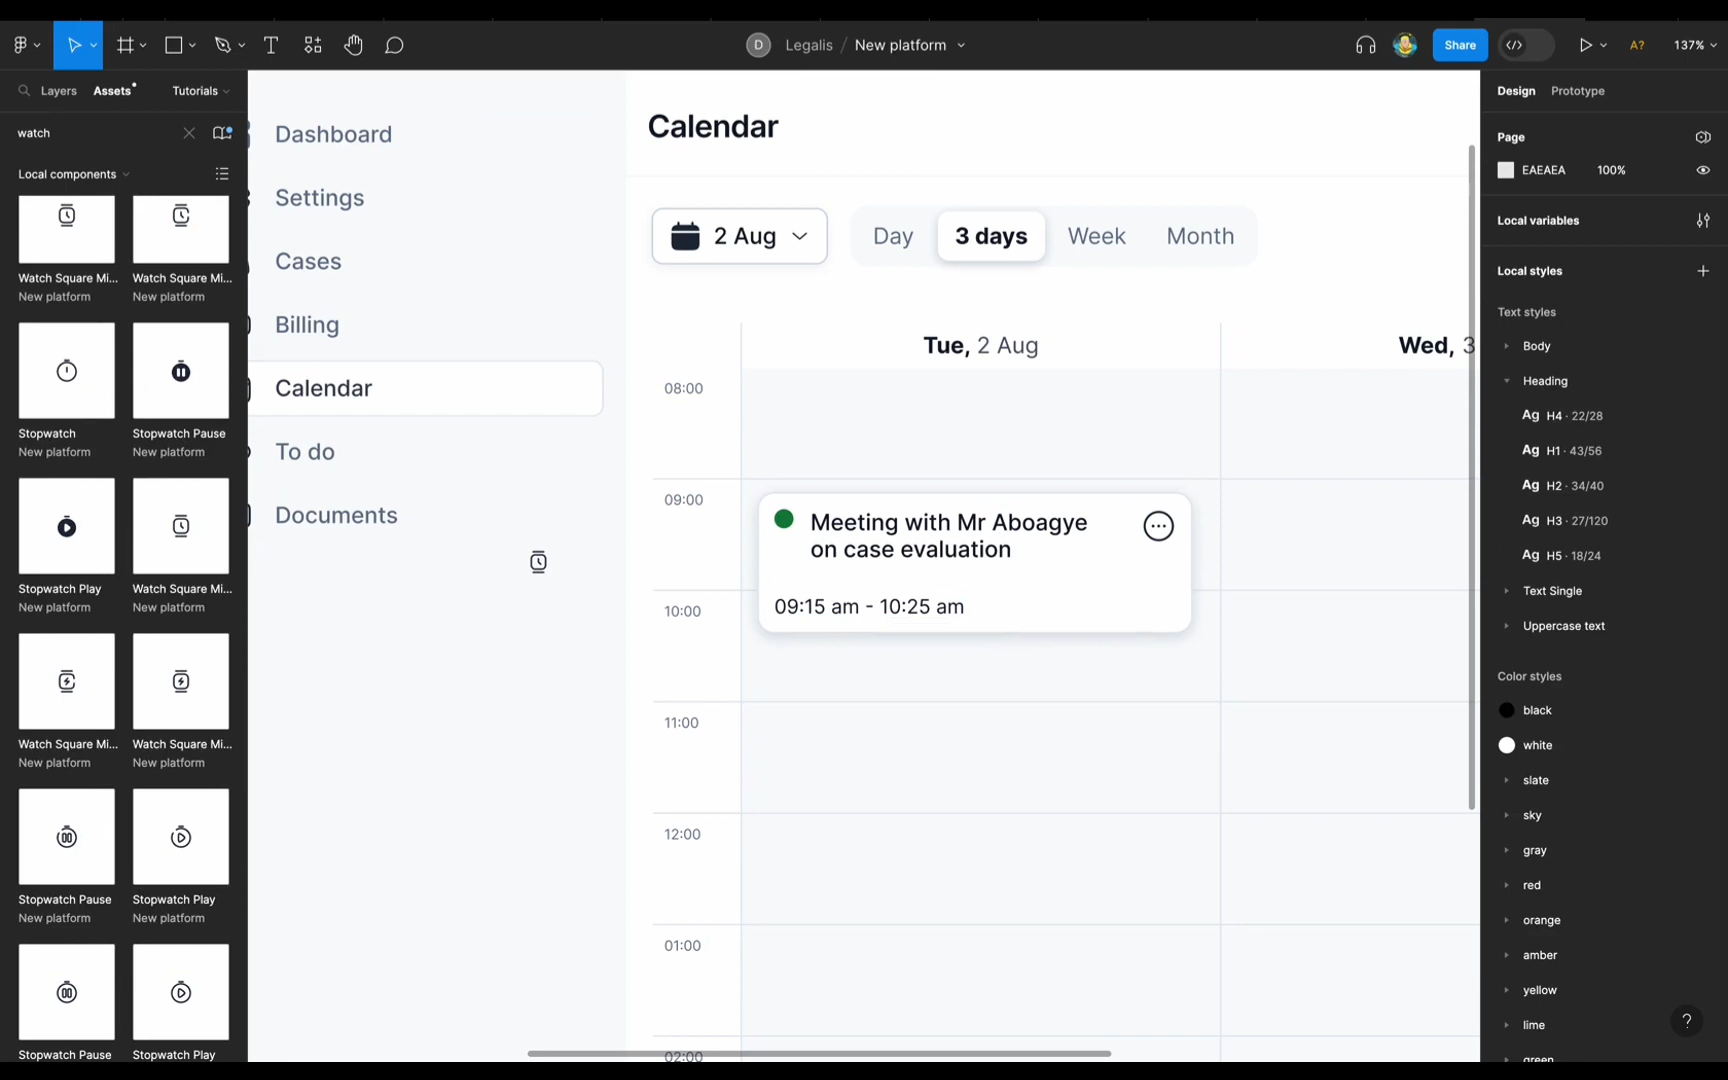 D Legalis / New platform
Share
A?
137%
Layers
Assets
Tutorials
watch
Local components
Watch Square Mi...
New platform
Watch Square Mi...
New platform
Stopwatch
New platform
Stopwatch Pause
New platform
Stopwatch Play
New platform
Watch Square Mi...
New platform
Watch Square Mi...
New platform
Watch Square Mi...
New platform
Stopwatch Pause
New platform
Stopwatch Play
New platform
Stopwatch Pause
Stopwatch Play
Dashboard
Settings
Cases
Billing
Calendar
To do
Documents
Calendar
2 Aug
Day
3 days
Week
Month
Tue, 2 Aug
Wed, 3
08:00
09:00
Meeting with Mr Aboagye
on case evaluation
09:15 am - 10:25 am
10:00
11:00
12:00
01:00
02:00
Design
Prototype
Page
EAEAEA
100%
Local variables
Local styles
Text styles
Body
Heading
Ag H4 · 22/28
Ag H1 · 43/56
Ag H2 · 34/40
Ag H3 · 27/120
Ag H5 · 18/24
Text Single
Uppercase text
Color styles
black
white
slate
sky
gray
red
orange
amber
yellow
lime
green
?